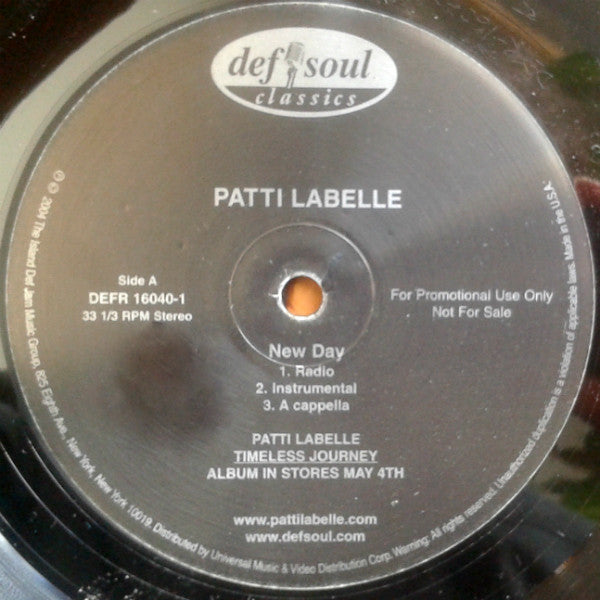 def soul
classics
PATTI LABELLE
Side A
DEFR 16040-1
33 1/3 RPM Stereo
For Promotional Use Only
Not For Sale
New Day
1. Radio
2. Instrumental
3. A cappella
PATTI LABELLE
TIMELESS JOURNEY
ALBUM IN STORES MAY 4TH
www.pattilabelle.com
www.defsoul.com
℗ © 2004 The Island Def Jam Music Group, 825 Eighth Ave., New York, New York 10019. Distributed by Universal Music & Video Distribution Corp. Warning: All rights reserved. Unauthorized duplication is a violation of applicable laws. Made in the U.S.A.